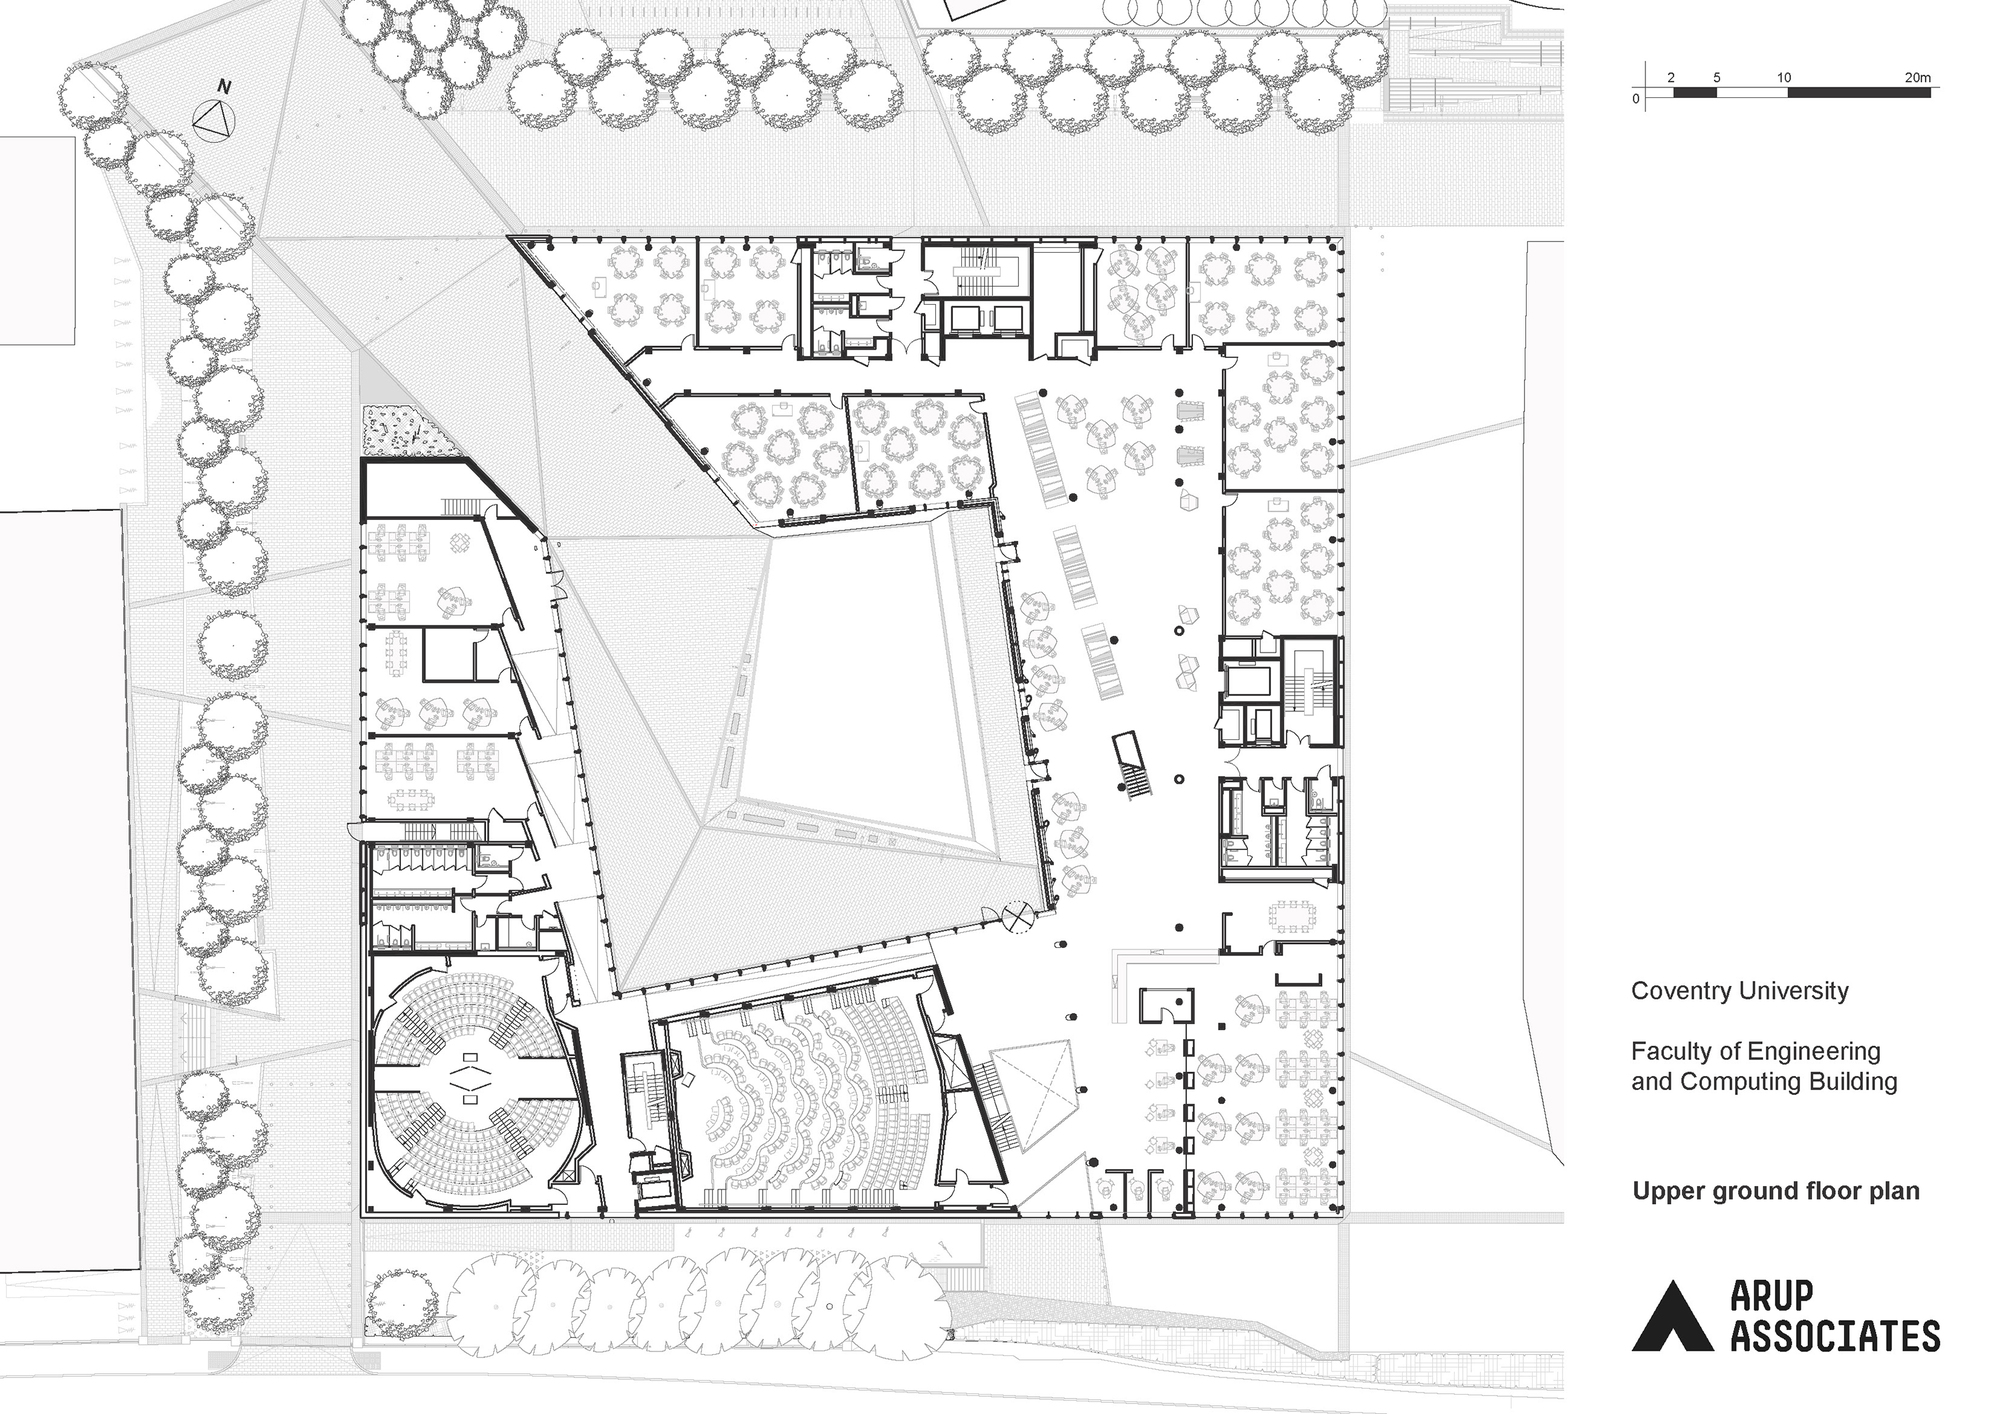 N
2 5 10 20m
0
Coventry University
Faculty of Engineering
and Computing Building
Upper ground floor plan
ARUP
ASSOCIATES